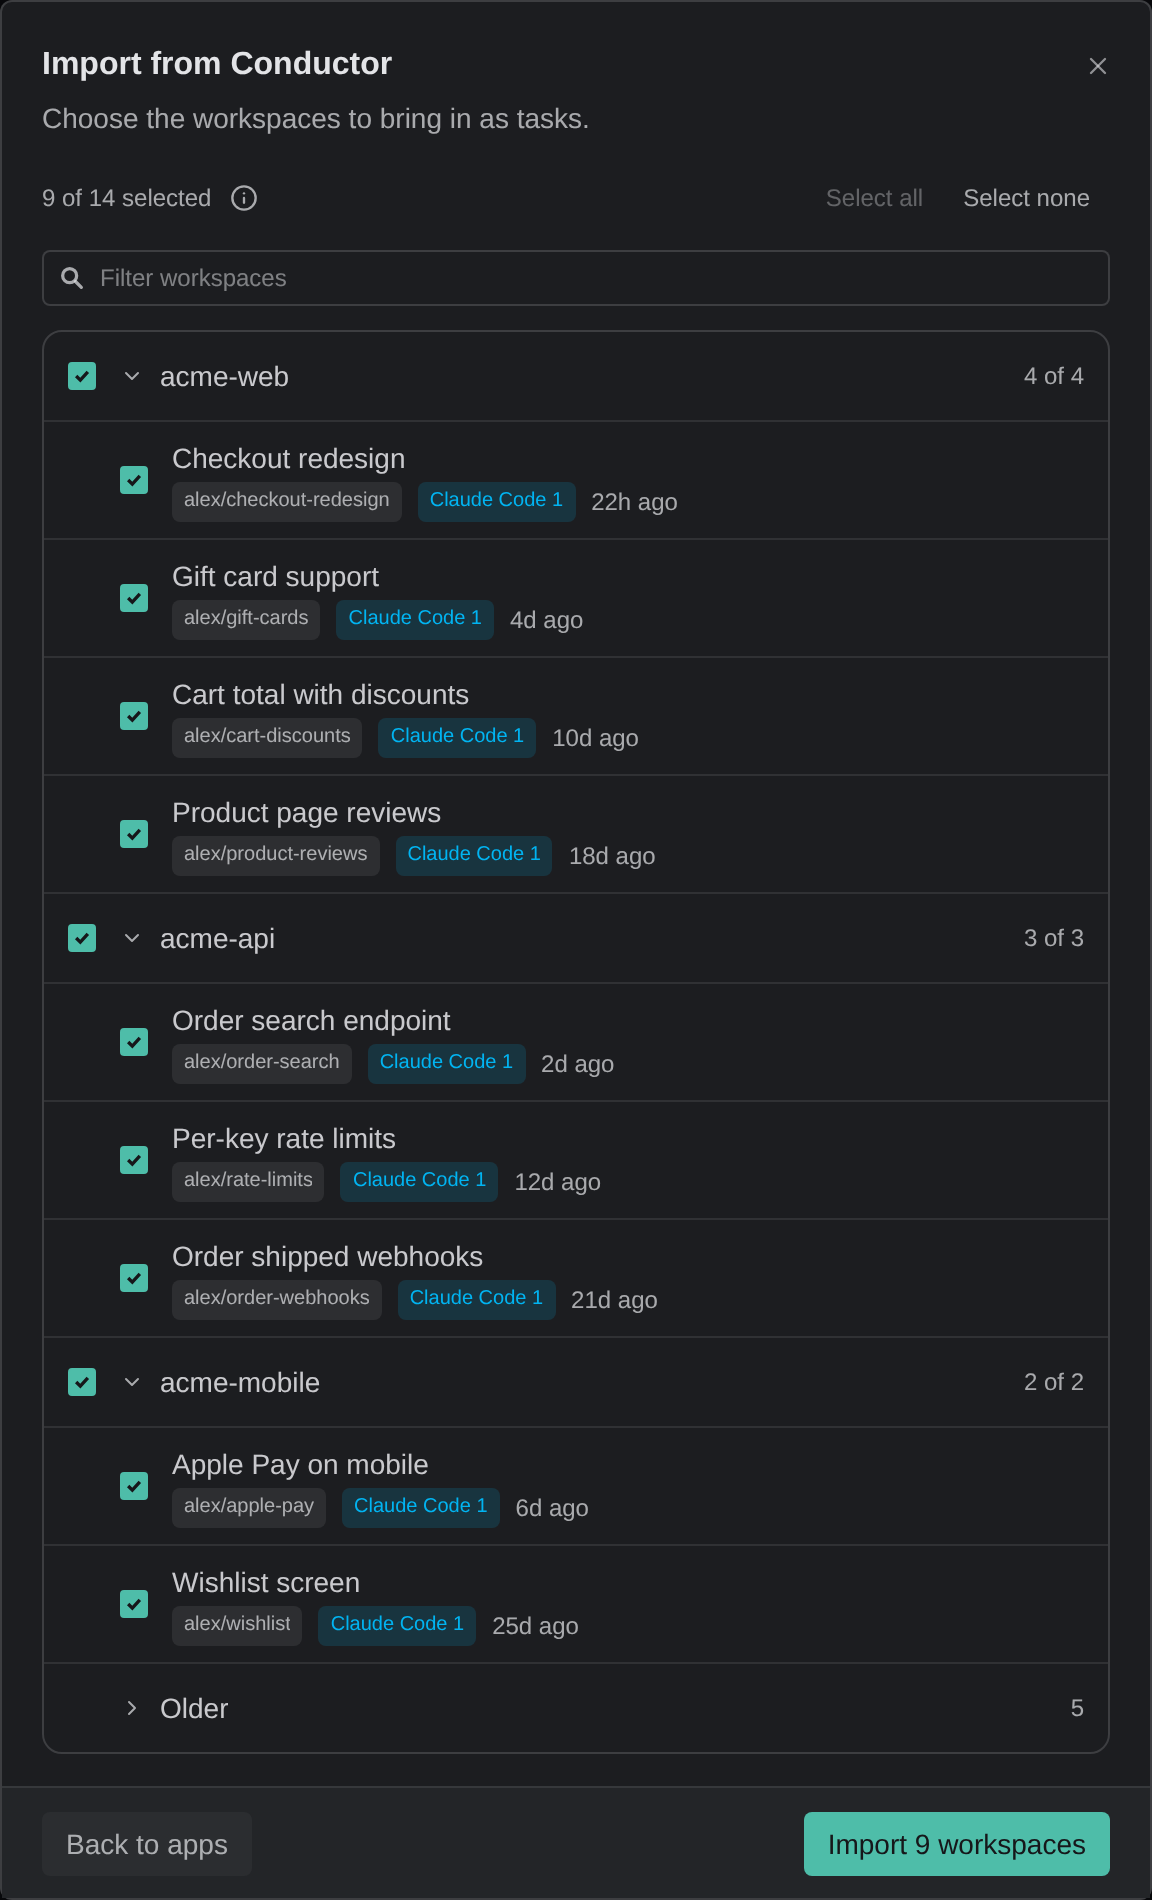 Import from Conductor
Choose the workspaces to bring in as tasks.
9 of 14 selected
Select all
Select none
Filter workspaces
acme-web
4 of 4
Checkout redesign
alex/checkout-redesign Claude Code 1 22h ago
Gift card support
alex/gift-cards Claude Code 1 4d ago
Cart total with discounts
alex/cart-discounts Claude Code 1 10d ago
Product page reviews
alex/product-reviews Claude Code 1 18d ago
acme-api
3 of 3
Order search endpoint
alex/order-search Claude Code 1 2d ago
Per-key rate limits
alex/rate-limits Claude Code 1 12d ago
Order shipped webhooks
alex/order-webhooks Claude Code 1 21d ago
acme-mobile
2 of 2
Apple Pay on mobile
alex/apple-pay Claude Code 1 6d ago
Wishlist screen
alex/wishlist Claude Code 1 25d ago
Older
5
Back to apps
Import 9 workspaces